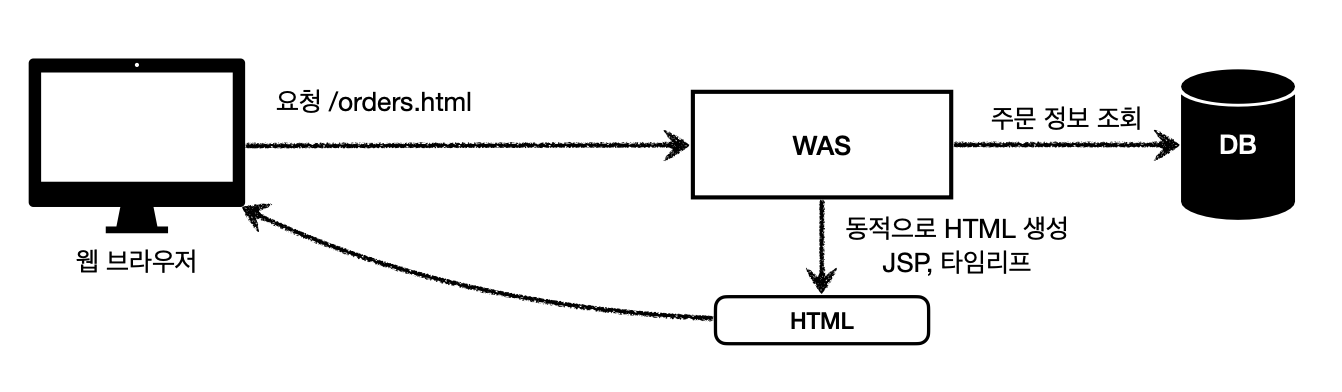 요청 /orders.html
WAS
주문 정보 조회
DB
웹 브라우저
동적으로 HTML 생성
JSP, 타임리프
HTML